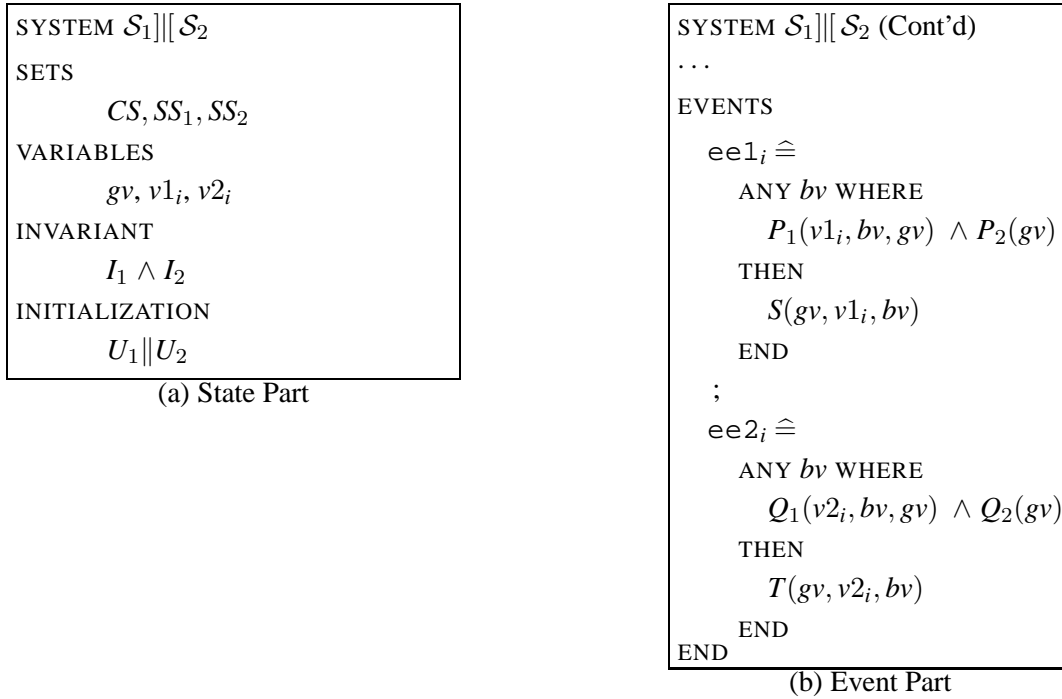 SYSTEM 𝒮₁]|[ 𝒮₂
SETS
CS, SS₁, SS₂
VARIABLES
gv, v1ᵢ, v2ᵢ
INVARIANT
I₁ ∧ I₂
INITIALIZATION
U₁‖U₂
(a) State Part
SYSTEM 𝒮₁]|[ 𝒮₂ (Cont'd)
· · ·
EVENTS
ee1ᵢ ≙
ANY bv WHERE
P₁(v1ᵢ, bv, gv) ∧ P₂(gv)
THEN
S(gv, v1ᵢ, bv)
END
;
ee2ᵢ ≙
ANY bv WHERE
Q₁(v2ᵢ, bv, gv) ∧ Q₂(gv)
THEN
T(gv, v2ᵢ, bv)
END
END
(b) Event Part